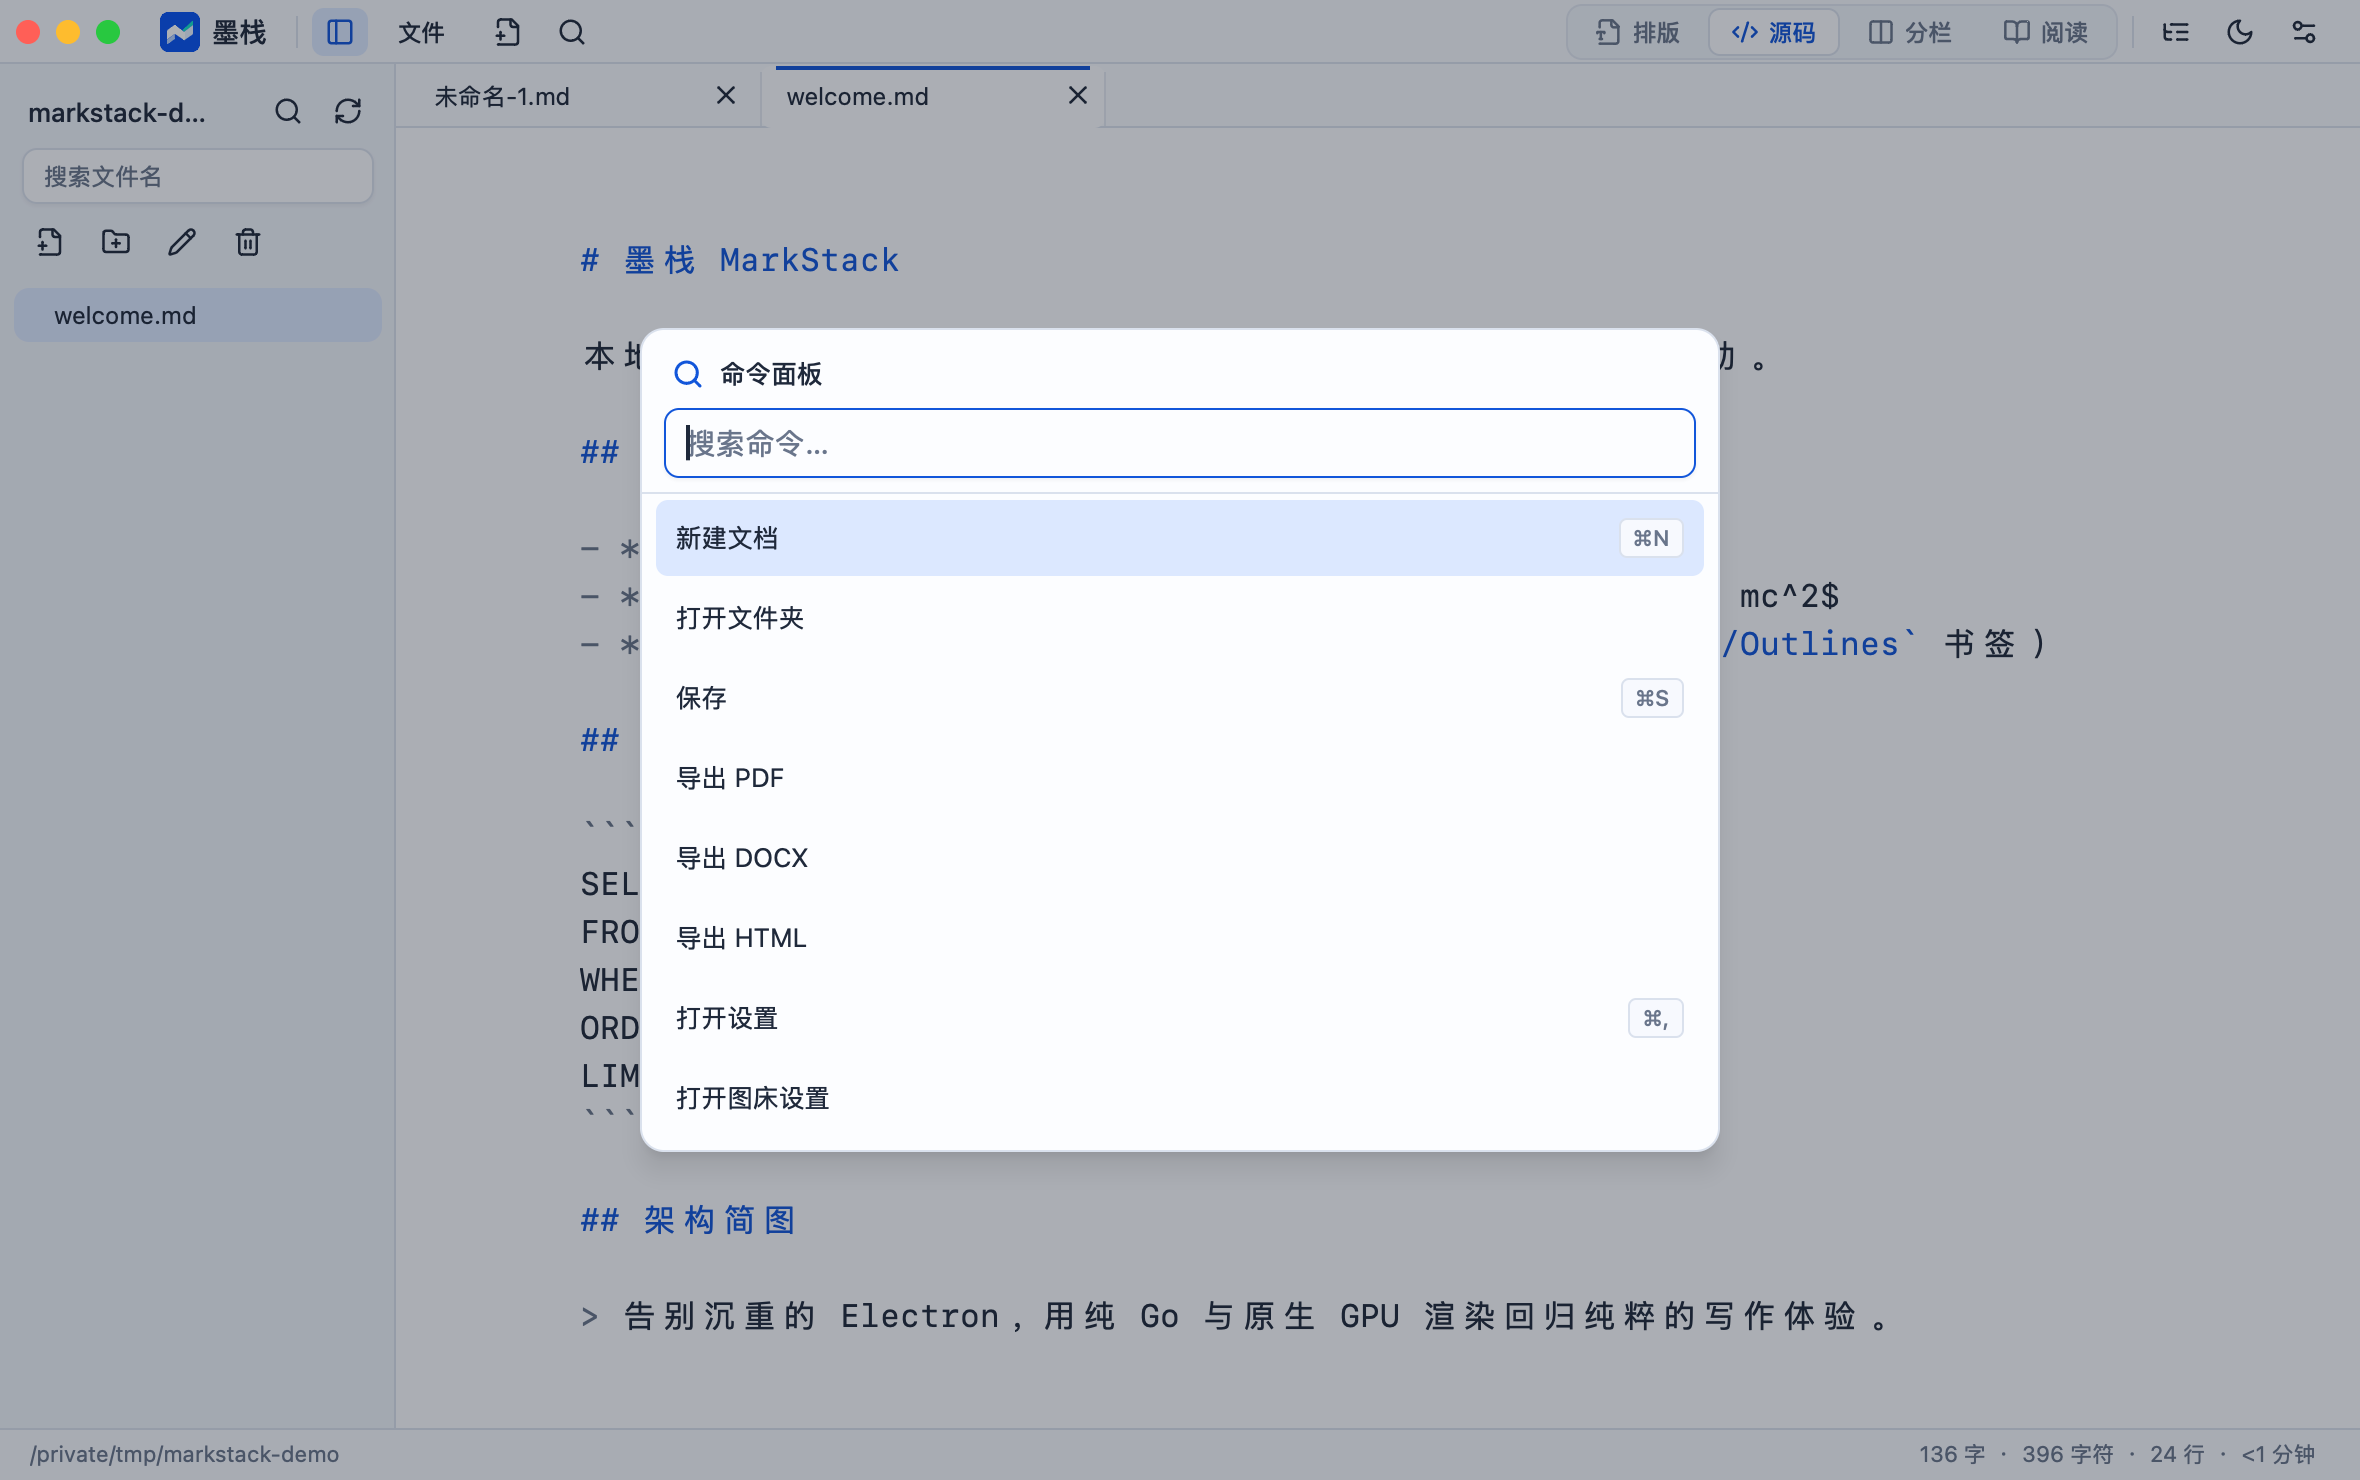 墨栈
文件
排版
源码
分栏
阅读
markstack-d...
搜索文件名
welcome.md
未命名-1.md
welcome.md
# 墨栈 MarkStack
本
。
##
- *
- *
mc^2$
- *
/Outlines` 书签)
##
```
SEL
FRO
WHE
ORD
LIM
```
## 架构简图
> 告别沉重的 Electron，用纯 Go 与原生 GPU 渲染回归纯粹的写作体验。
命令面板
搜索命令...
新建文档 ⌘N
打开文件夹
保存 ⌘S
导出 PDF
导出 DOCX
导出 HTML
打开设置 ⌘,
打开图床设置
/private/tmp/markstack-demo
136 字 · 396 字符 · 24 行 · <1 分钟